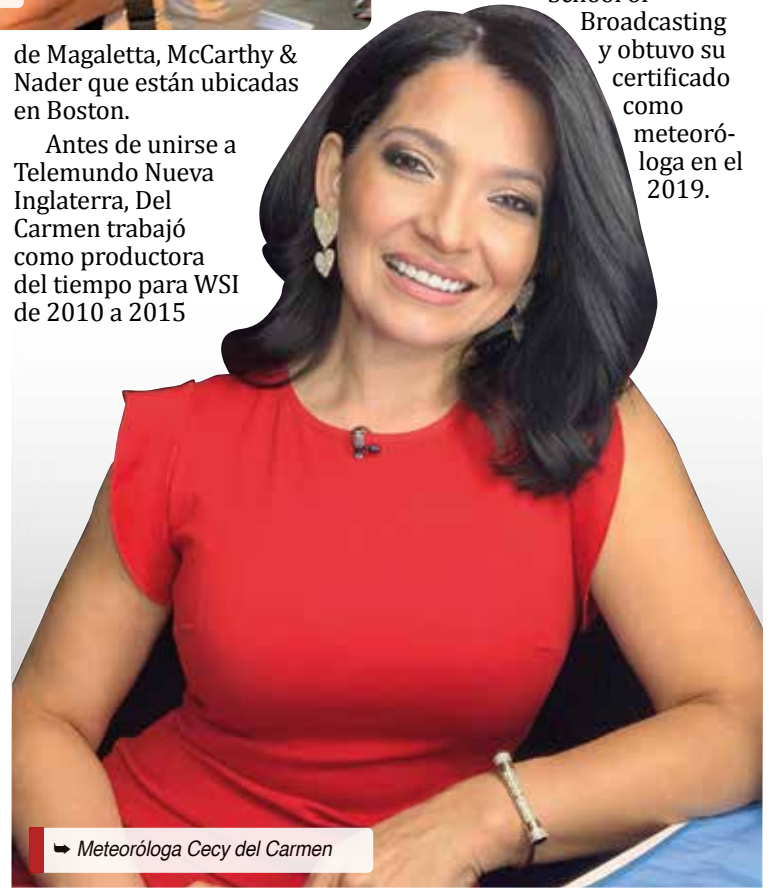 de Magaletta, McCarthy &
Nader que están ubicadas
en Boston.
Antes de unirse a
Telemundo Nueva
Inglaterra, Del
Carmen trabajó
como productora
del tiempo para WSI
de 2010 a 2015
School of
Broadcasting
y obtuvo su
certificado
como
meteoró-
loga en el
2019.
➥ Meteoróloga Cecy del Carmen